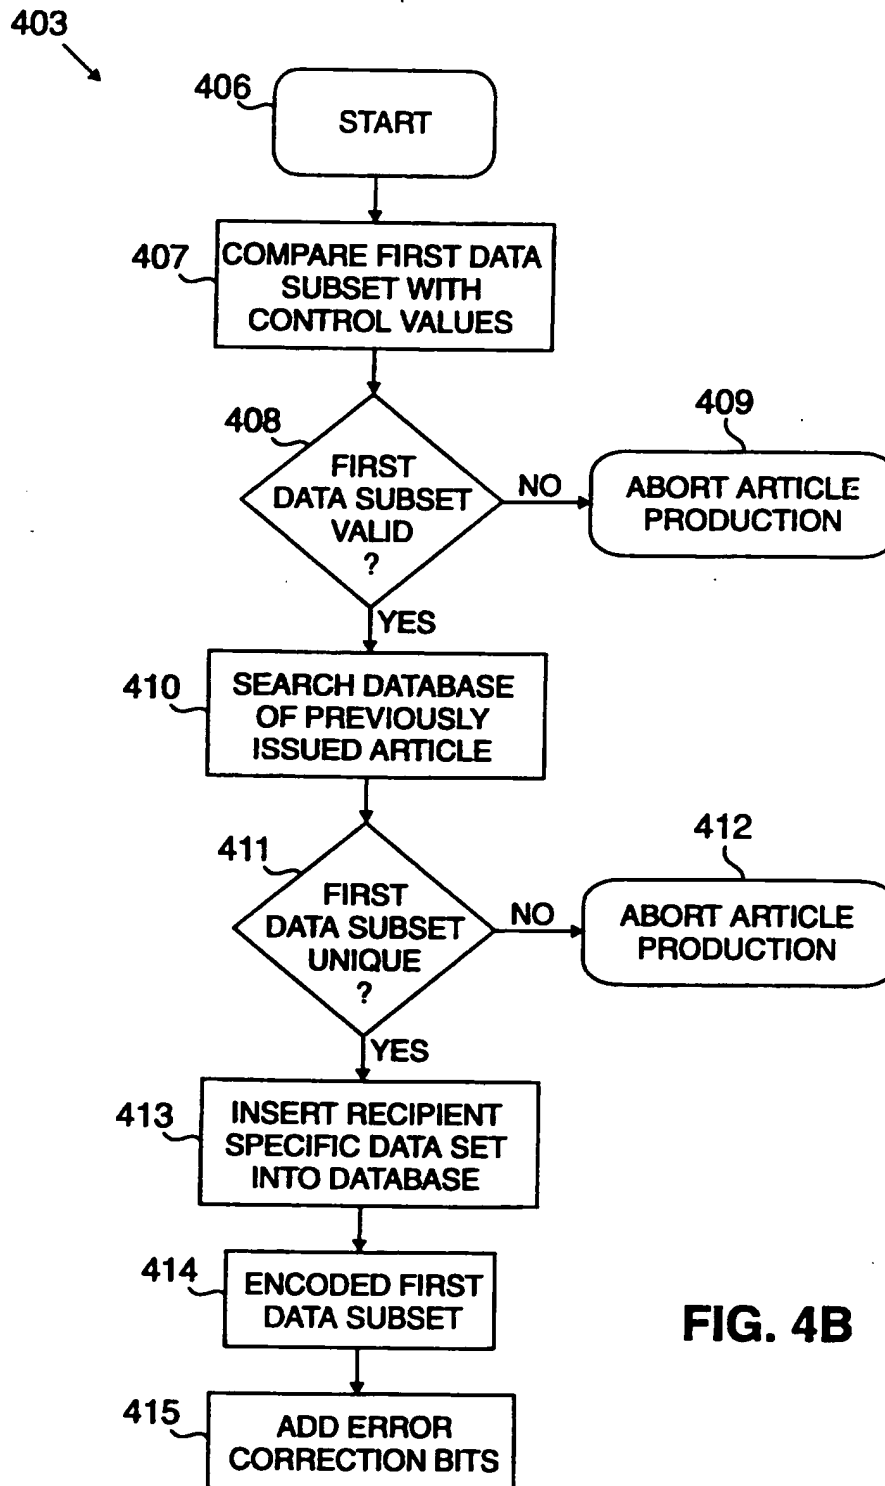 403
406
START
407
COMPARE FIRST DATA
SUBSET WITH
CONTROL VALUES
408
FIRST
DATA SUBSET
VALID
?
NO
409
ABORT ARTICLE
PRODUCTION
YES
410
SEARCH DATABASE
OF PREVIOUSLY
ISSUED ARTICLE
411
FIRST
DATA SUBSET
UNIQUE
?
NO
412
ABORT ARTICLE
PRODUCTION
YES
413
INSERT RECIPIENT
SPECIFIC DATA SET
INTO DATABASE
414
ENCODED FIRST
DATA SUBSET
FIG. 4B
415
ADD ERROR
CORRECTION BITS